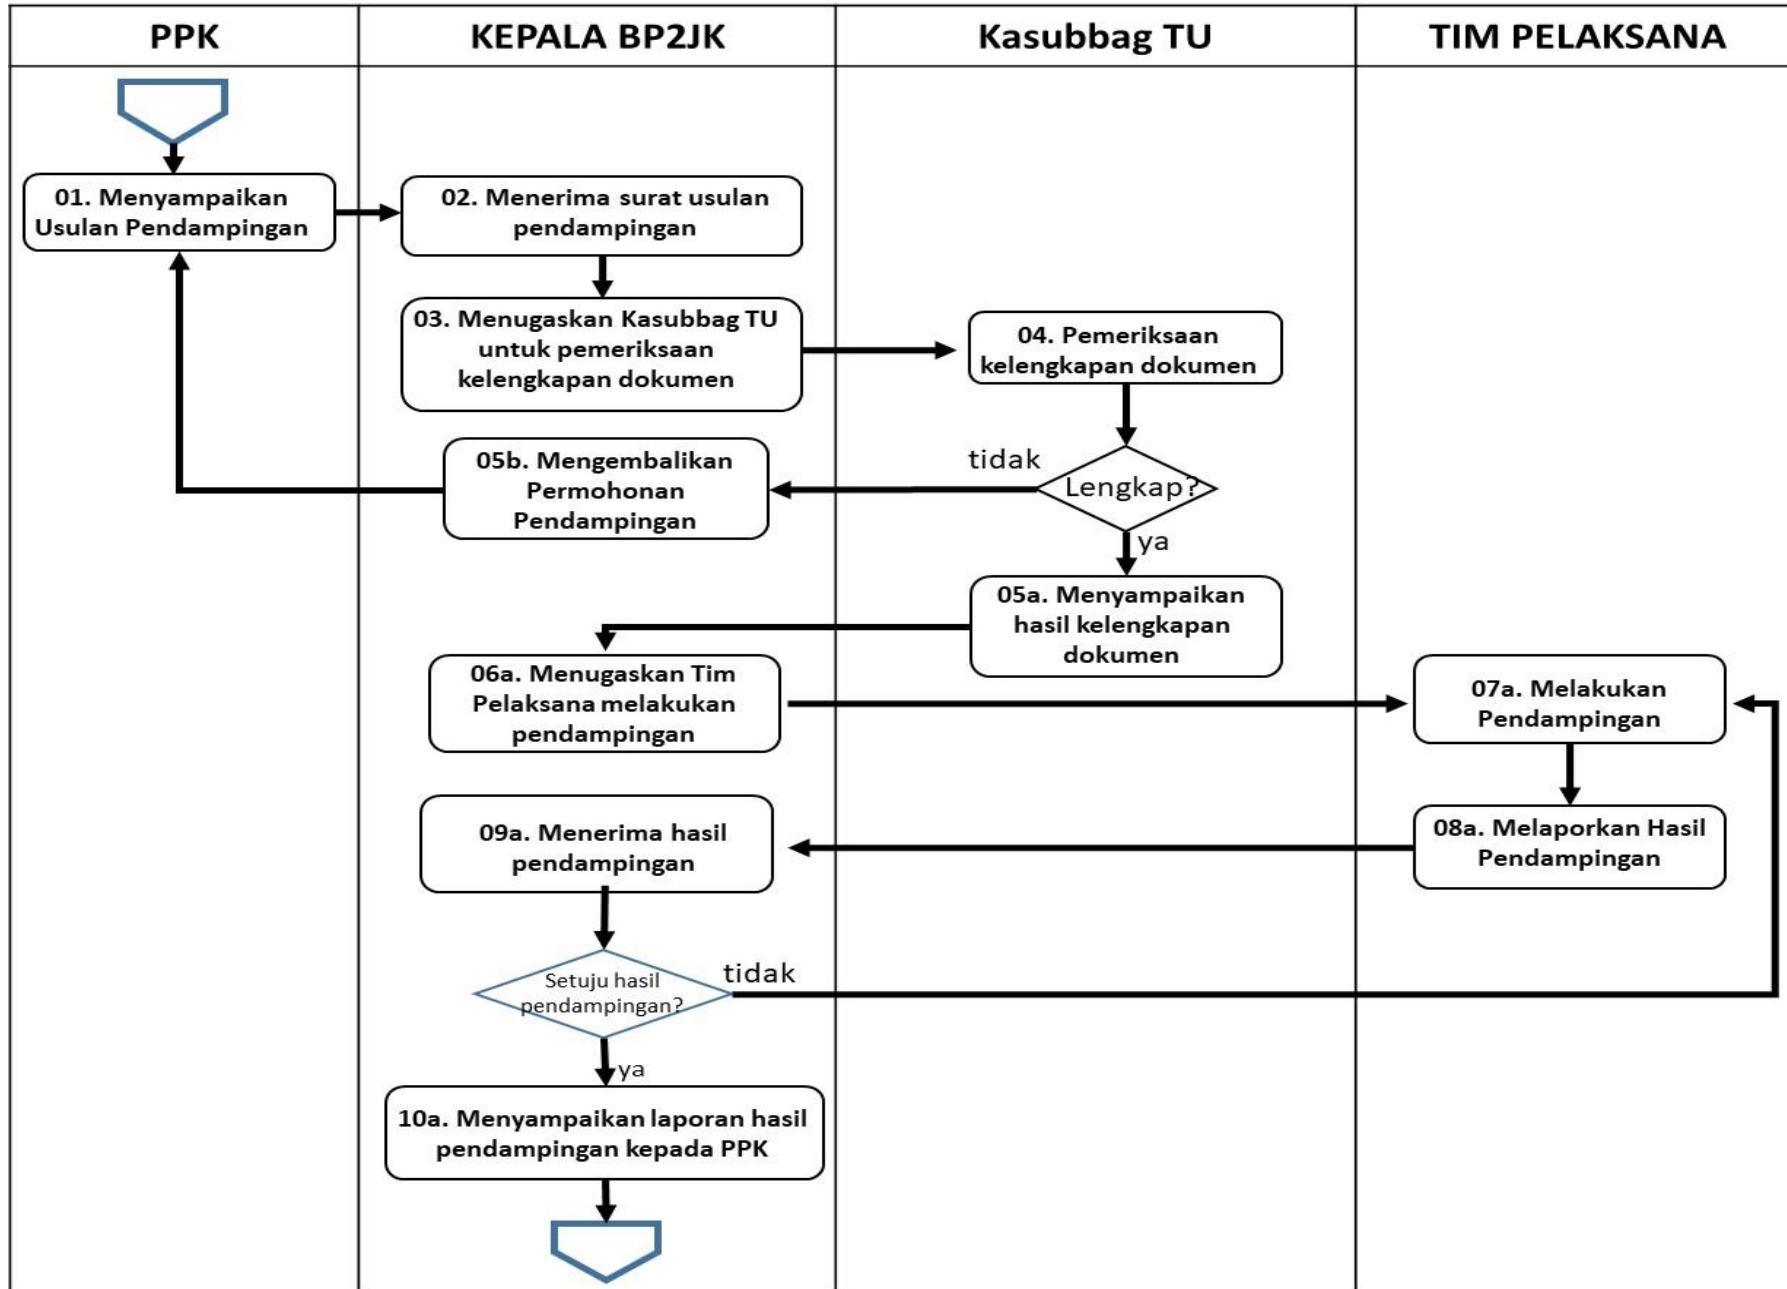 PPK
KEPALA BP2JK
Kasubbag TU
TIM PELAKSANA
01. Menyampaikan
Usulan Pendampingan
02. Menerima surat usulan
pendampingan
03. Menugaskan Kasubbag TU
untuk pemeriksaan
kelengkapan dokumen
04. Pemeriksaan
kelengkapan dokumen
Lengkap?
tidak
05b. Mengembalikan
Permohonan
Pendampingan
ya
05a. Menyampaikan
hasil kelengkapan
dokumen
06a. Menugaskan Tim
Pelaksana melakukan
pendampingan
07a. Melakukan
Pendampingan
08a. Melaporkan Hasil
Pendampingan
09a. Menerima hasil
pendampingan
Setuju hasil
pendampingan?
tidak
ya
10a. Menyampaikan laporan hasil
pendampingan kepada PPK